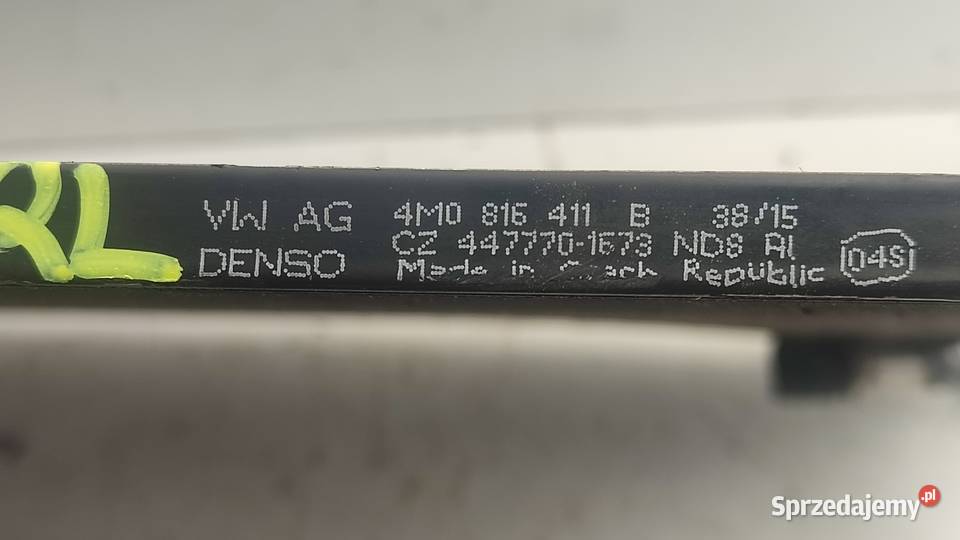 VW AG 4M0 816 411 B 38/15
DENSO CZ 447770-1673 ND8 Al 04S
Made in Czech Republic
Sprzedajemy.pl